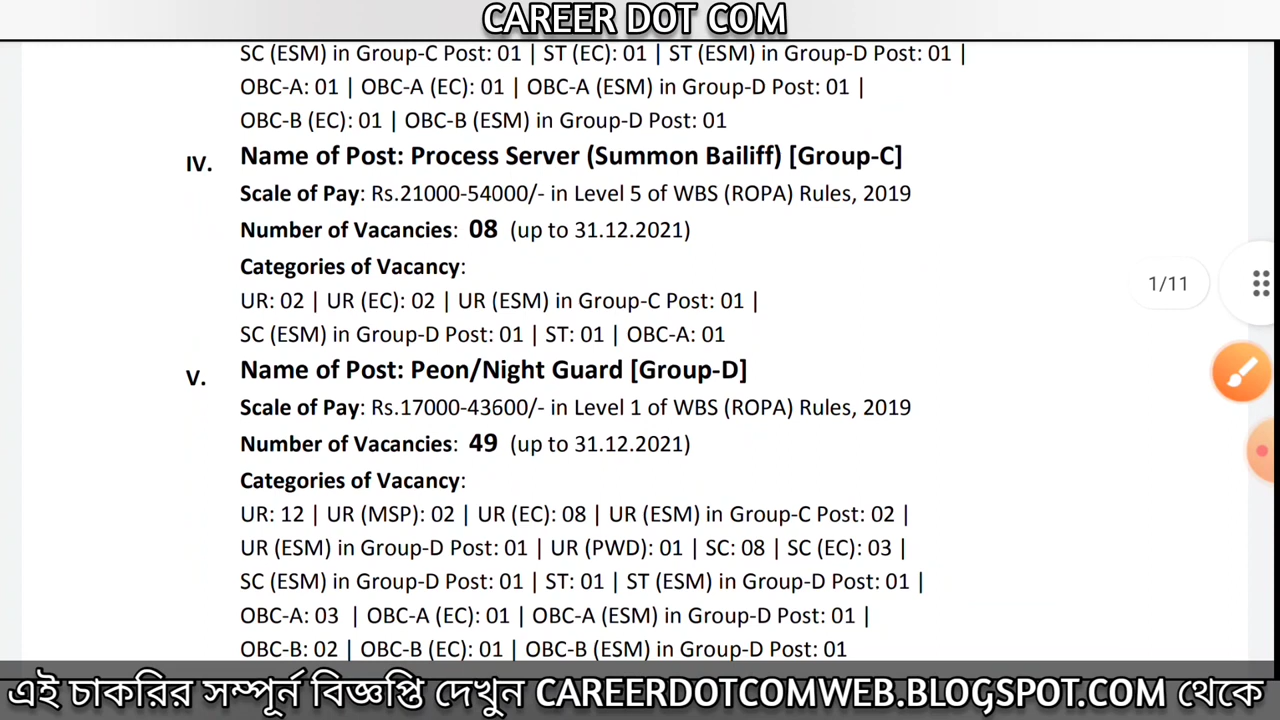 CAREER DOT COM
SC (ESM) in Group-C Post: 01 | ST (EC): 01 | ST (ESM) in Group-D Post: 01 |
OBC-A: 01 | OBC-A (EC): 01 | OBC-A (ESM) in Group-D Post: 01 |
OBC-B (EC): 01 | OBC-B (ESM) in Group-D Post: 01
IV. Name of Post: Process Server (Summon Bailiff) [Group-C]
Scale of Pay: Rs.21000-54000/- in Level 5 of WBS (ROPA) Rules, 2019
Number of Vacancies: 08 (up to 31.12.2021)
Categories of Vacancy:
1/11
UR: 02 | UR (EC): 02 | UR (ESM) in Group-C Post: 01 |
SC (ESM) in Group-D Post: 01 | ST: 01 | OBC-A: 01
V. Name of Post: Peon/Night Guard [Group-D]
Scale of Pay: Rs.17000-43600/- in Level 1 of WBS (ROPA) Rules, 2019
Number of Vacancies: 49 (up to 31.12.2021)
Categories of Vacancy:
UR: 12 | UR (MSP): 02 | UR (EC): 08 | UR (ESM) in Group-C Post: 02 |
UR (ESM) in Group-D Post: 01 | UR (PWD): 01 | SC: 08 | SC (EC): 03 |
SC (ESM) in Group-D Post: 01 | ST: 01 | ST (ESM) in Group-D Post: 01 |
OBC-A: 03 | OBC-A (EC): 01 | OBC-A (ESM) in Group-D Post: 01 |
OBC-B: 02 | OBC-B (EC): 01 | OBC-B (ESM) in Group-D Post: 01
এই চাকরির সম্পূর্ন বিজ্ঞপ্তি দেখুন CAREERDOTCOMWEB.BLOGSPOT.COM থেকে